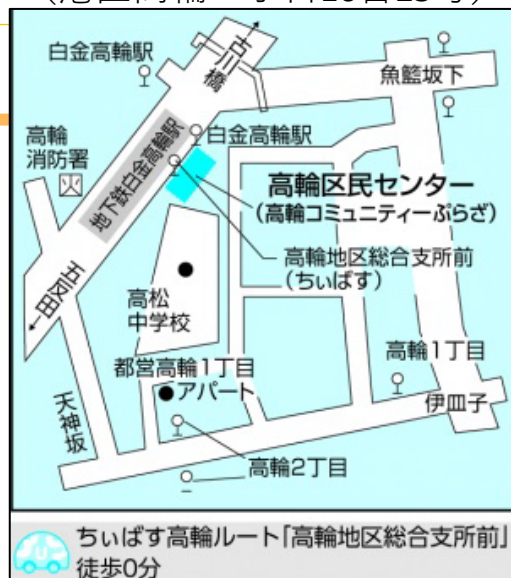 古川橋
白金高輪駅
魚籃坂下
地下鉄白金高輪駅
白金高輪駅
高輪
消防署
高輪区民センター
(高輪コミュニティーぷらざ)
高輪地区総合支所前
(ちぃばす)
五反田
高松
中学校
都営高輪1丁目
アパート
高輪1丁目
伊皿子
天神坂
高輪2丁目
ちぃばす高輪ルート「高輪地区総合支所前」
徒歩0分